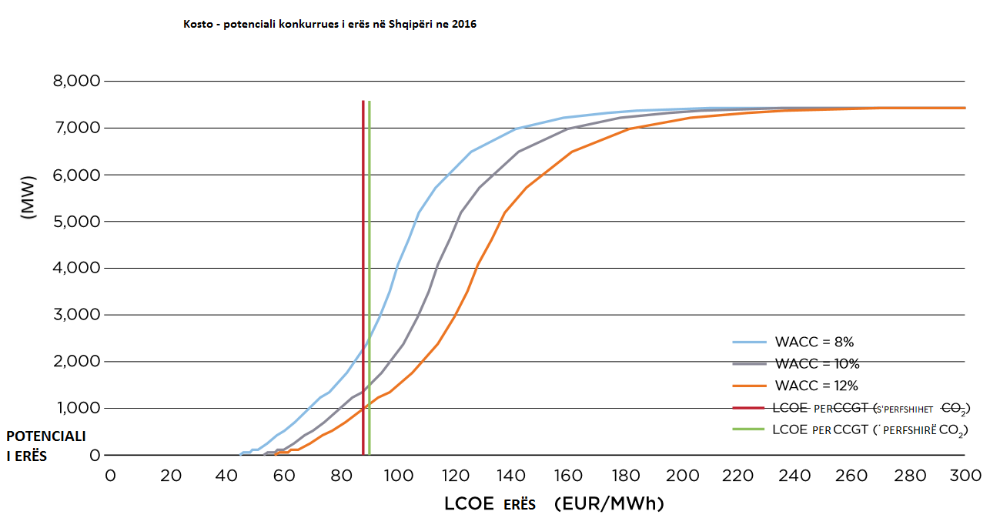 Kosto - potenciali konkurrues i erës në Shqipëri ne 2016
8,000
7,000
6,000
(MW)
5,000
4,000
3,000
2,000
1,000
0
POTENCIALI
I ERËS
WACC = 8%
WACC = 10%
WACC = 12%
LCOE PER CCGT (S'PERFSHIHET CO2)
LCOE PER CCGT (' PERFSHIRË CO2)
0 20 40 60 80 100 120 140 160 180 200 220 240 260 280 300
LCOE ERËS (EUR/MWh)